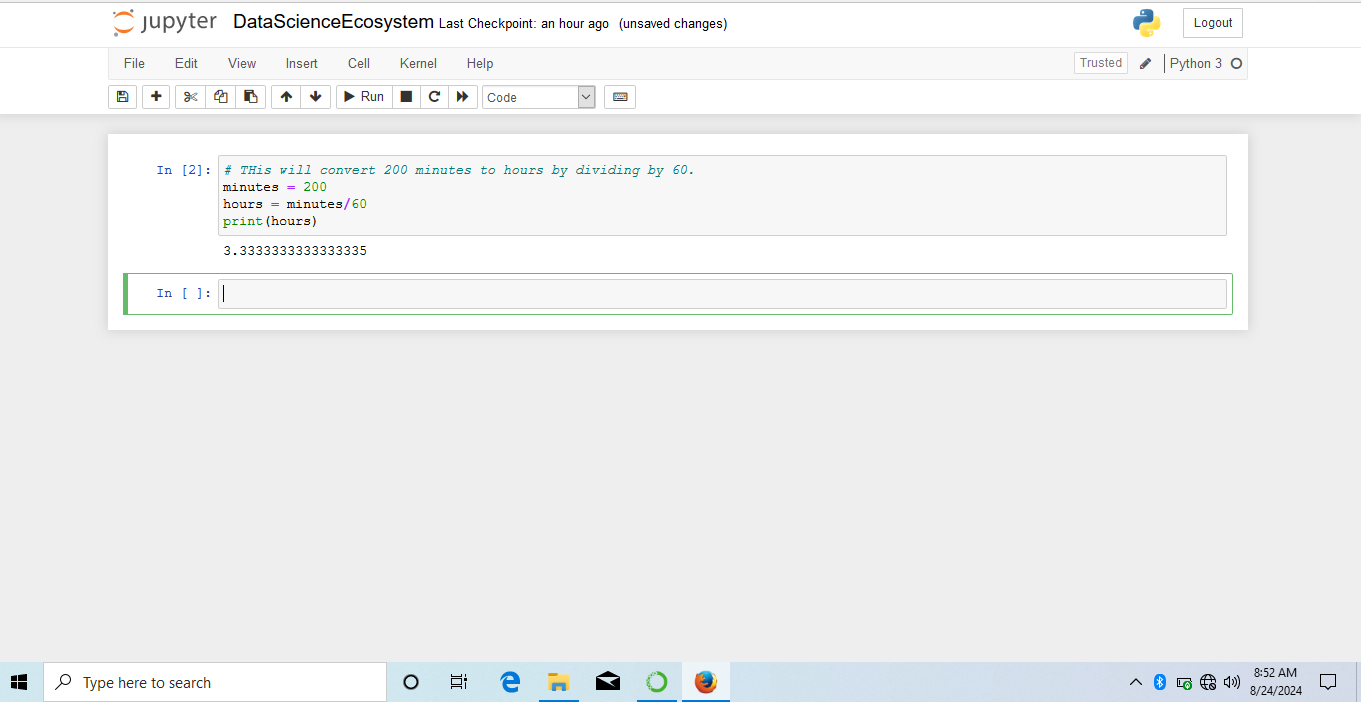 jupyter DataScienceEcosystem Last Checkpoint: an hour ago (unsaved changes) Logout
File Edit View Insert Cell Kernel Help Trusted Python 3
Run Code
In [2]: # THis will convert 200 minutes to hours by dividing by 60.
minutes = 200
hours = minutes/60
print(hours)
3.3333333333333335
In [ ]:
Type here to search
8:52 AM
8/24/2024